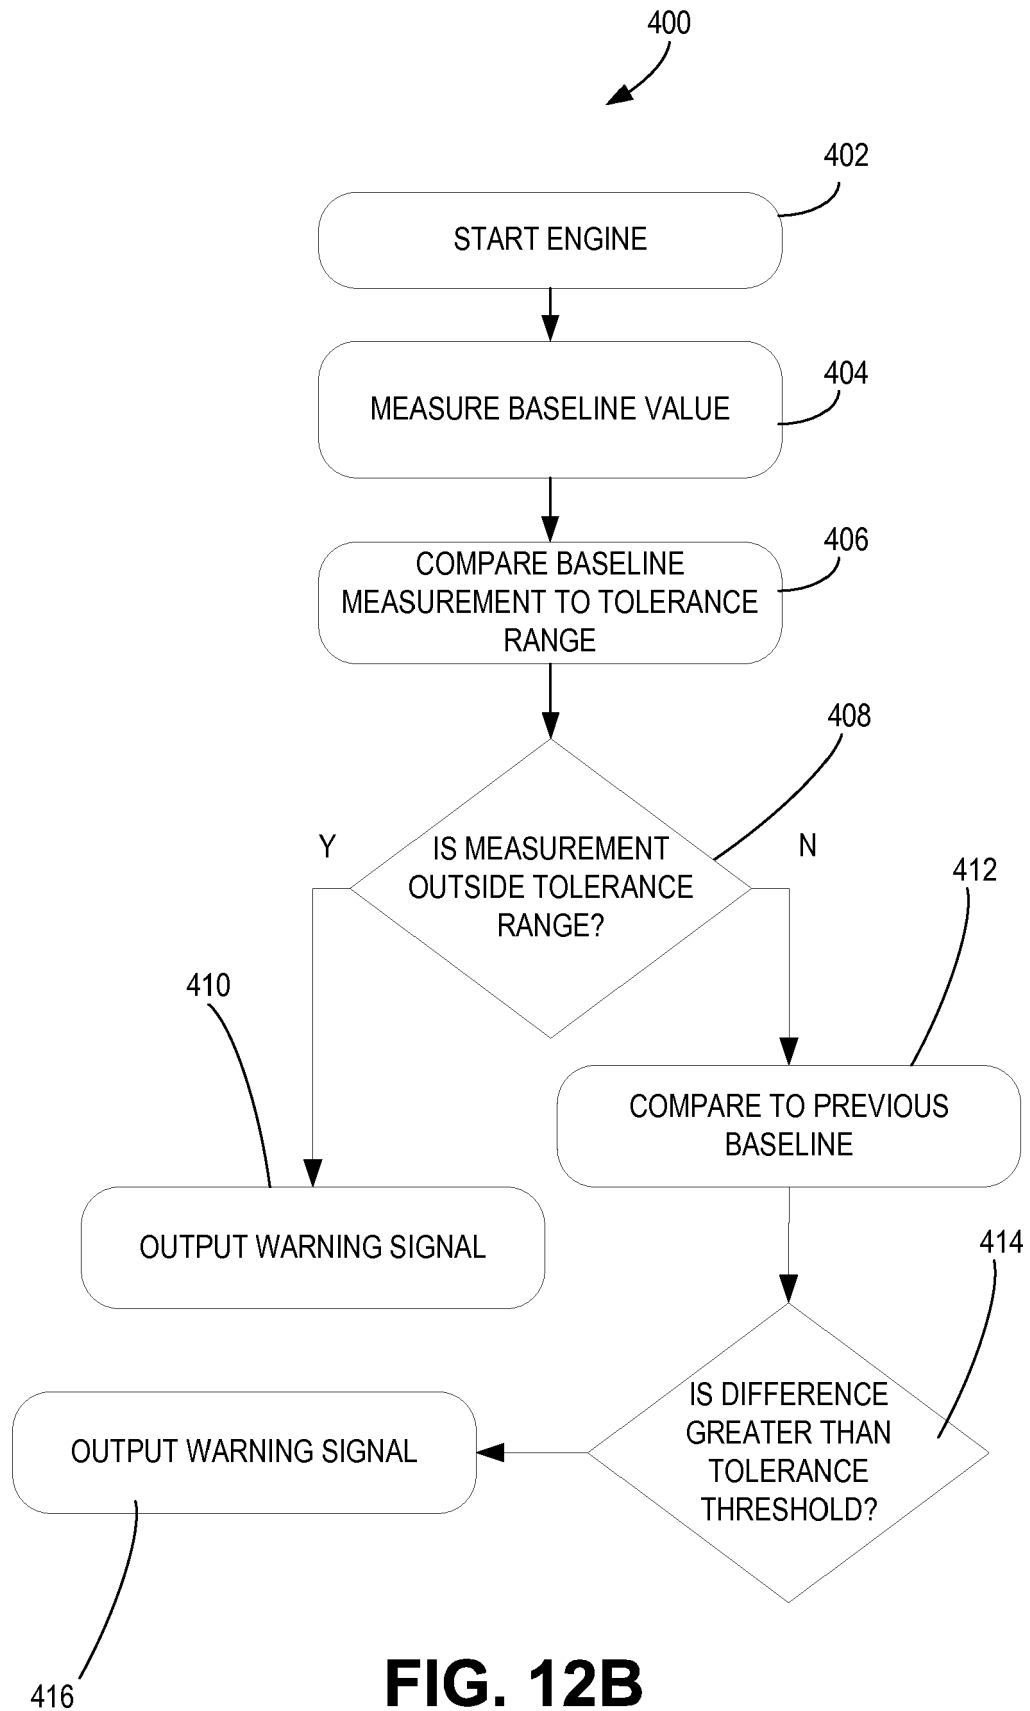 400
402
START ENGINE
404
MEASURE BASELINE VALUE
406
COMPARE BASELINE
MEASUREMENT TO TOLERANCE
RANGE
408
Y
N
IS MEASUREMENT
OUTSIDE TOLERANCE
RANGE?
412
410
COMPARE TO PREVIOUS
BASELINE
OUTPUT WARNING SIGNAL
414
IS DIFFERENCE
GREATER THAN
TOLERANCE
THRESHOLD?
OUTPUT WARNING SIGNAL
416
FIG. 12B